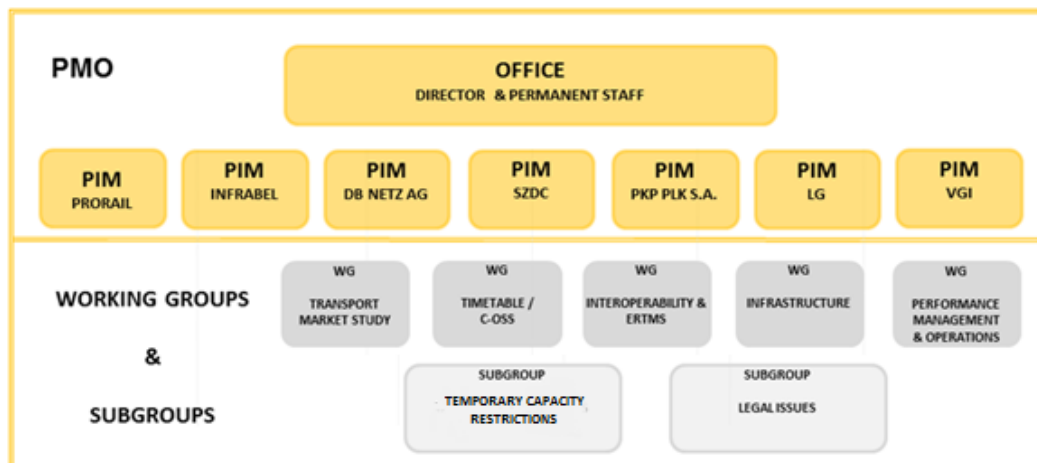 PMO
OFFICE
DIRECTOR & PERMANENT STAFF
PIM
PRORAIL
PIM
INFRABEL
PIM
DB NETZ AG
PIM
SZDC
PIM
PKP PLK S.A.
PIM
LG
PIM
VGI
WORKING GROUPS
&
SUBGROUPS
WG
TRANSPORT
MARKET STUDY
WG
TIMETABLE /
C-OSS
WG
INTEROPERABILITY &
ERTMS
WG
INFRASTRUCTURE
WG
PERFORMANCE
MANAGEMENT
& OPERATIONS
SUBGROUP
TEMPORARY CAPACITY
RESTRICTIONS
SUBGROUP
LEGAL ISSUES